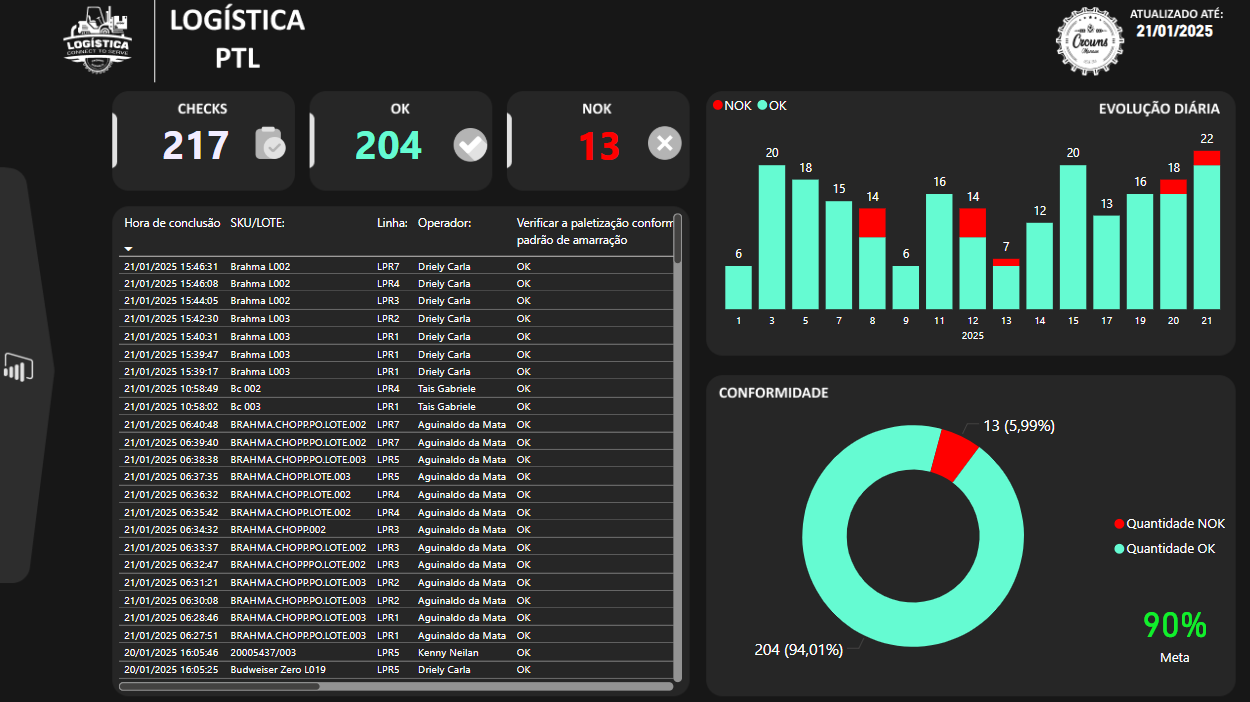 LOGÍSTICA
CONNECT TO SERVE
LOGÍSTICA
PTL
Crowns
Manaus
ATUALIZADO ATÉ:
21/01/2025
CHECKS
217
OK
204
NOK
13
Hora de conclusão SKU/LOTE: Linha: Operador: Verificar a paletização conform
padrão de amarração
21/01/2025 15:46:31 Brahma L002 LPR7 Driely Carla OK
21/01/2025 15:46:08 Brahma L002 LPR4 Driely Carla OK
21/01/2025 15:44:05 Brahma L002 LPR3 Driely Carla OK
21/01/2025 15:42:30 Brahma L003 LPR2 Driely Carla OK
21/01/2025 15:40:31 Brahma L003 LPR1 Driely Carla OK
21/01/2025 15:39:47 Brahma L003 LPR1 Driely Carla OK
21/01/2025 15:39:17 Brahma L003 LPR1 Driely Carla OK
21/01/2025 10:58:49 Bc 002 LPR4 Tais Gabriele OK
21/01/2025 10:58:02 Bc 003 LPR1 Tais Gabriele OK
21/01/2025 06:40:48 BRAHMA.CHOPP.PO.LOTE.002 LPR7 Aguinaldo da Mata OK
21/01/2025 06:39:40 BRAHMA.CHOPP.PO.LOTE.002 LPR7 Aguinaldo da Mata OK
21/01/2025 06:38:38 BRAHMA.CHOPP.PO.LOTE.003 LPR5 Aguinaldo da Mata OK
21/01/2025 06:37:35 BRAHMA.CHOPP.LOTE.003 LPR5 Aguinaldo da Mata OK
21/01/2025 06:36:32 BRAHMA.CHOPP.LOTE.002 LPR4 Aguinaldo da Mata OK
21/01/2025 06:35:42 BRAHMA.CHOPP.LOTE.002 LPR4 Aguinaldo da Mata OK
21/01/2025 06:34:32 BRAHMA.CHOPP.002 LPR3 Aguinaldo da Mata OK
21/01/2025 06:33:37 BRAHMA.CHOPP.PO.LOTE.002 LPR3 Aguinaldo da Mata OK
21/01/2025 06:32:47 BRAHMA.CHOPPPO.LOTE.002 LPR3 Aguinaldo da Mata OK
21/01/2025 06:31:21 BRAHMA.CHOPP.PO.LOTE.003 LPR2 Aguinaldo da Mata OK
21/01/2025 06:30:08 BRAHMA.CHOPP.PO.LOTE.003 LPR2 Aguinaldo da Mata OK
21/01/2025 06:28:46 BRAHMA.CHOPP.PO.LOTE.003 LPR1 Aguinaldo da Mata OK
21/01/2025 06:27:51 BRAHMA.CHOPP.PO.LOTE.003 LPR1 Aguinaldo da Mata OK
20/01/2025 16:05:46 20005437/003 LPR5 Kenny Neilan OK
20/01/2025 16:05:25 Budweiser Zero L019 LPR5 Driely Carla OK
NOK OK
EVOLUÇÃO DIÁRIA
6 20 18 15 14 6 16 14 7 12 20 13 16 18 22
1 3 5 7 8 9 11 12 13 14 15 17 19 20 21
2025
CONFORMIDADE
13 (5,99%)
204 (94,01%)
Quantidade NOK
Quantidade OK
90%
Meta